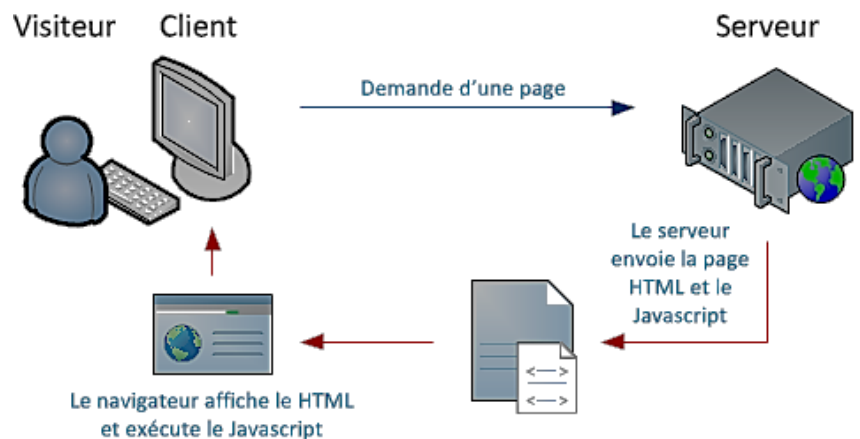 Visiteur Client Serveur
Demande d'une page
Le serveur
envoie la page
HTML et le
Javascript
<—>
<—>
Le navigateur affiche le HTML
et exécute le Javascript